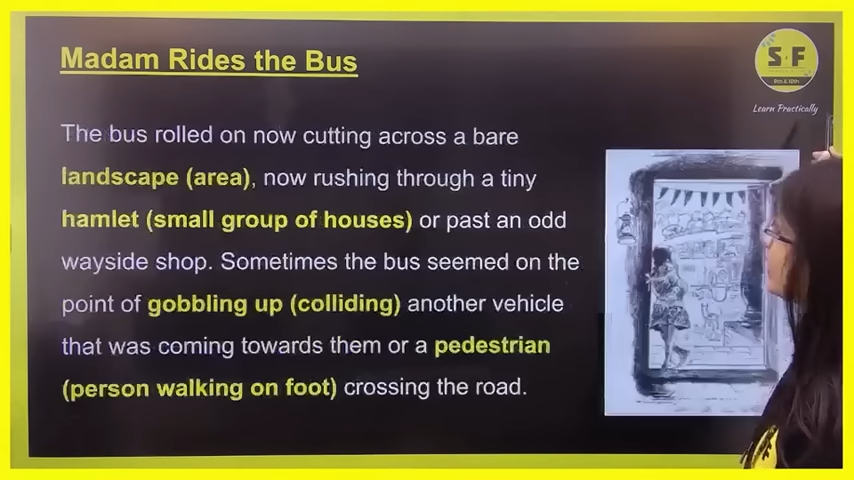 Madam Rides the Bus
S F
9th & 10th
Learn Practically
The bus rolled on now cutting across a bare
landscape (area), now rushing through a tiny
hamlet (small group of houses) or past an odd
wayside shop. Sometimes the bus seemed on the
point of gobbling up (colliding) another vehicle
that was coming towards them or a pedestrian
(person walking on foot) crossing the road.